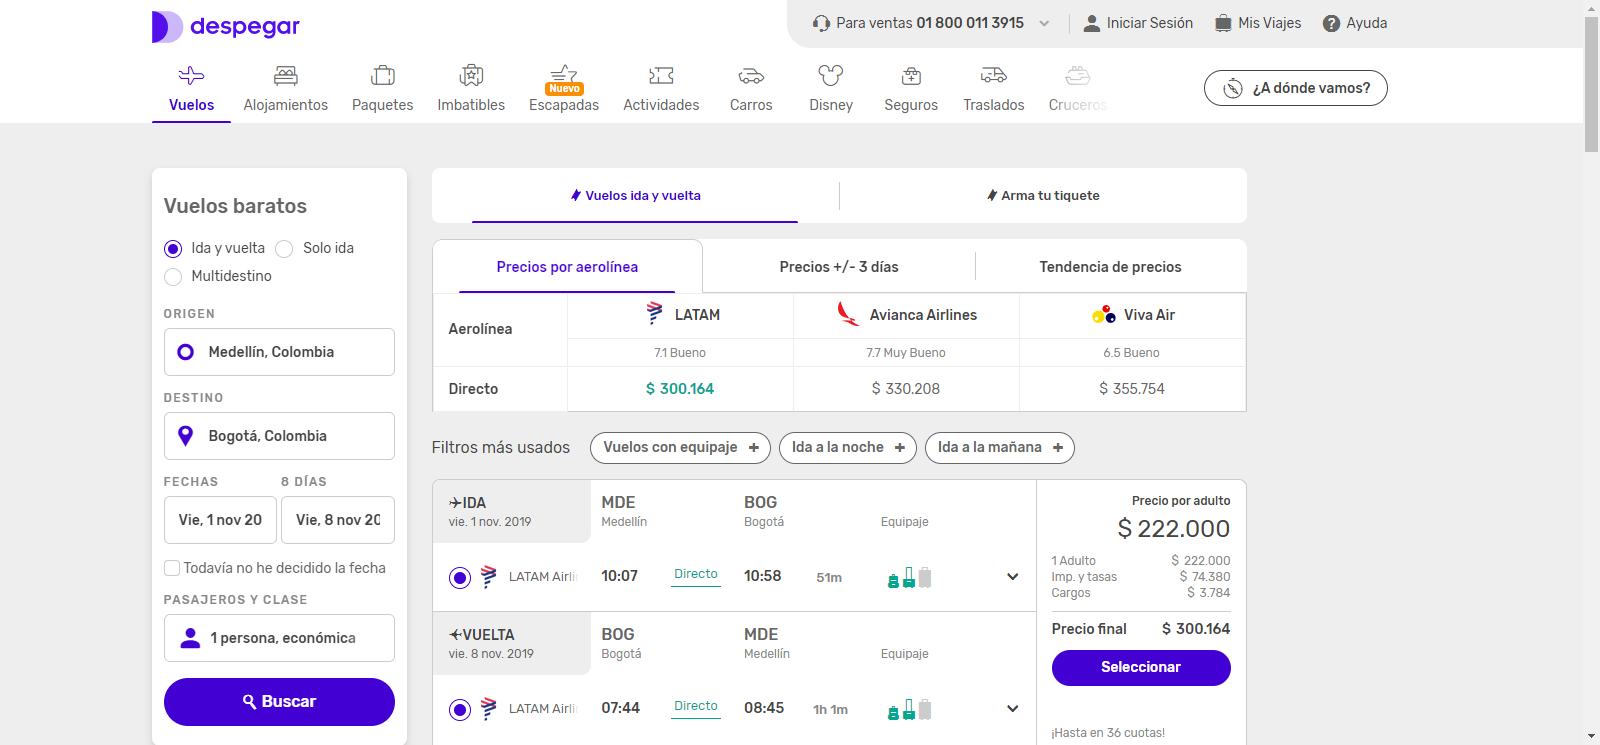 despegar
Para ventas 01 800 011 3915
Iniciar Sesión
Mis Viajes
Ayuda
Vuelos
Alojamientos
Paquetes
Imbatibles
Nuevo
Escapadas
Actividades
Carros
Disney
Seguros
Traslados
Cruceros
¿A dónde vamos?
Vuelos baratos
Ida y vuelta
Solo ida
Multidestino
ORIGEN
Medellín, Colombia
DESTINO
Bogotá, Colombia
FECHAS
8 DÍAS
Vie, 1 nov 20
Vie, 8 nov 20
Todavía no he decidido la fecha
PASAJEROS Y CLASE
1 persona, económica
Buscar
Vuelos ida y vuelta
Arma tu tiquete
Precios por aerolínea
Precios +/- 3 días
Tendencia de precios
Aerolínea
LATAM
Avianca Airlines
Viva Air
7.1 Bueno
7.7 Muy Bueno
6.5 Bueno
Directo
$ 300.164
$ 330.208
$ 355.754
Filtros más usados
Vuelos con equipaje +
Ida a la noche +
Ida a la mañana +
IDA
vie. 1 nov. 2019
MDE
Medellín
BOG
Bogotá
Equipaje
LATAM Airli
10:07
Directo
10:58
51m
VUELTA
vie. 8 nov. 2019
BOG
Bogotá
MDE
Medellín
Equipaje
LATAM Airli
07:44
Directo
08:45
1h 1m
Precio por adulto
$ 222.000
1 Adulto $ 222.000
Imp. y tasas $ 74.380
Cargos $ 3.784
Precio final $ 300.164
Seleccionar
¡Hasta en 36 cuotas!